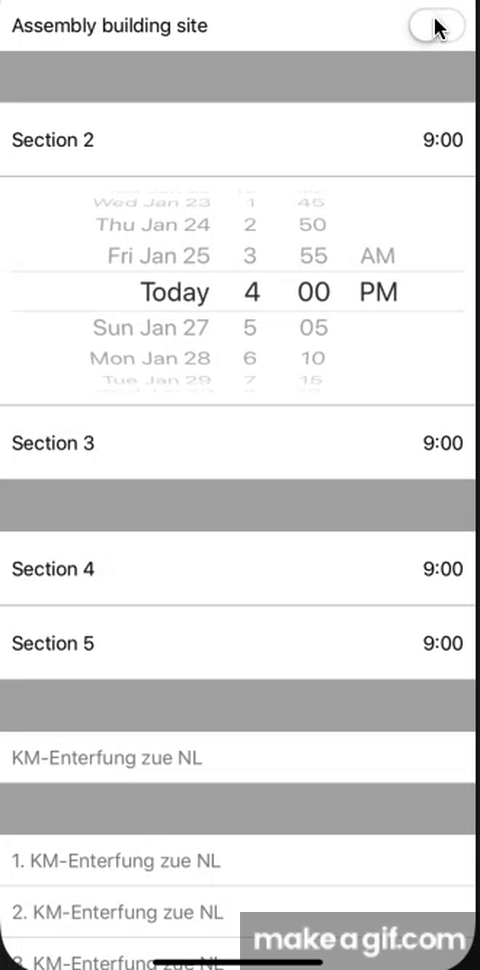 Assembly building site
Section 2 9:00
Wed Jan 23 1 45
Thu Jan 24 2 50
Fri Jan 25 3 55 AM
Today 4 00 PM
Sun Jan 27 5 05
Mon Jan 28 6 10
Tue Jan 29 7 15
Section 3 9:00
Section 4 9:00
Section 5 9:00
KM-Enterfung zue NL
1. KM-Enterfung zue NL
2. KM-Enterfung zue NL
3. KM-Enterfung zue NL
makeagif.com